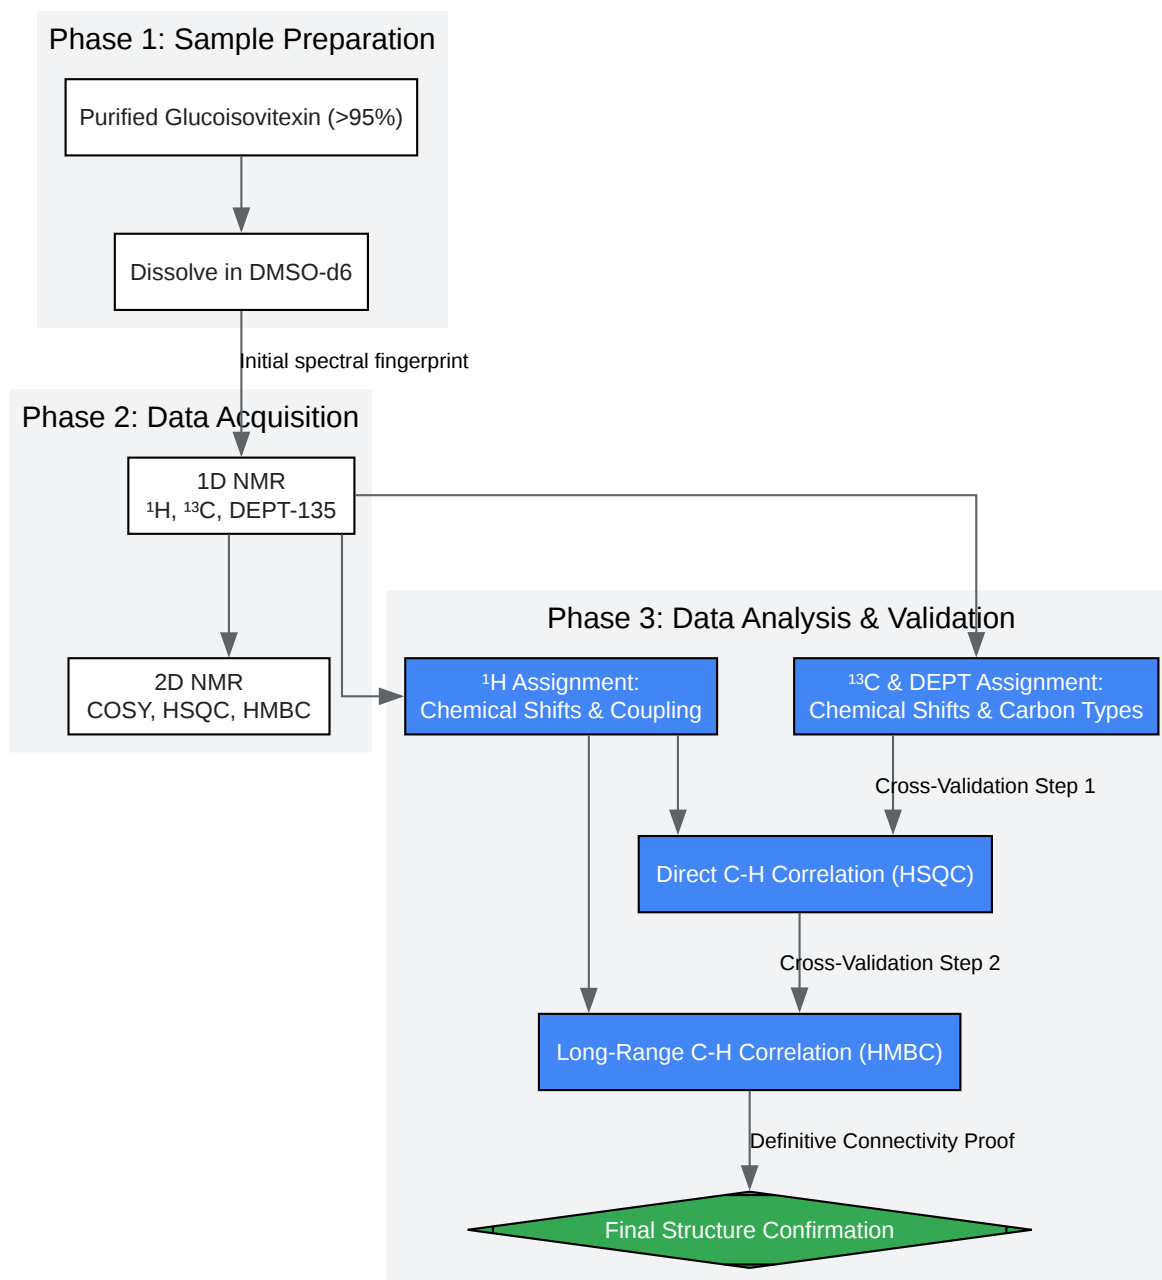 Phase 1: Sample Preparation
Purified Glucoisovitexin (>95%)
Dissolve in DMSO-d6
Initial spectral fingerprint
Phase 2: Data Acquisition
1D NMR
¹H, ¹³C, DEPT-135
2D NMR
COSY, HSQC, HMBC
Phase 3: Data Analysis & Validation
¹H Assignment:
Chemical Shifts & Coupling
¹³C & DEPT Assignment:
Chemical Shifts & Carbon Types
Cross-Validation Step 1
Direct C-H Correlation (HSQC)
Cross-Validation Step 2
Long-Range C-H Correlation (HMBC)
Definitive Connectivity Proof
Final Structure Confirmation